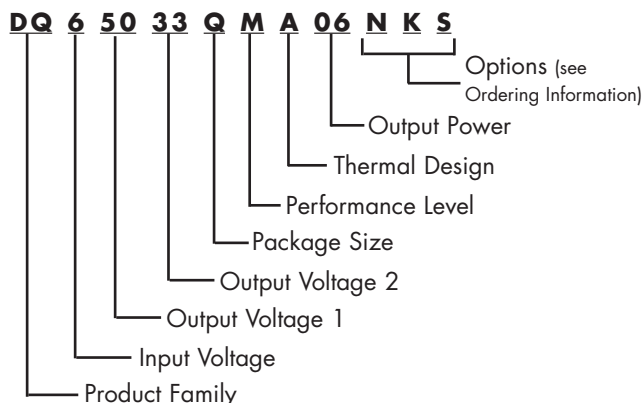 DQ 6 50 33 Q M A 06 N K S
Options (see
Ordering Information)
Output Power
Thermal Design
Performance Level
Package Size
Output Voltage 2
Output Voltage 1
Input Voltage
Product Family